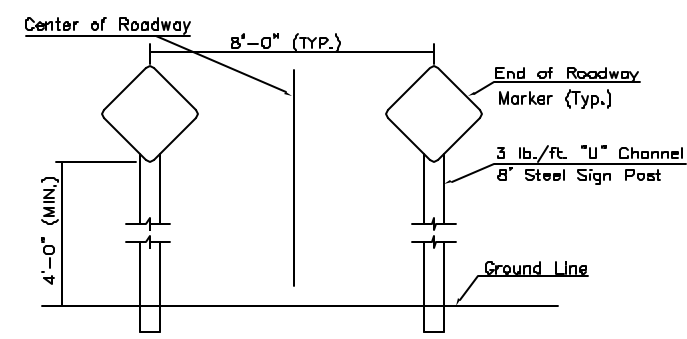 Center of Roadway
8'-0" (TYP.)
End of Roadway
Marker (Typ.)
3 lb./ft. "U" Channel
8' Steel Sign Post
4'-0" (MIN.)
Ground Line